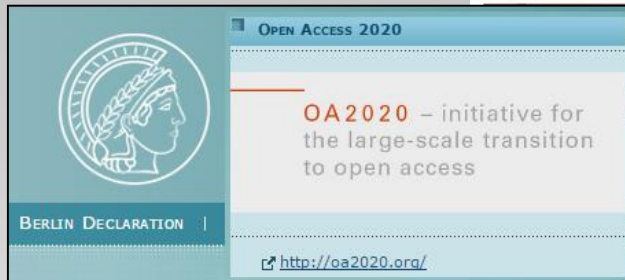 OPEN ACCESS 2020
OA2020 – initiative for
the large-scale transition
to open access
BERLIN DECLARATION |
http://oa2020.org/